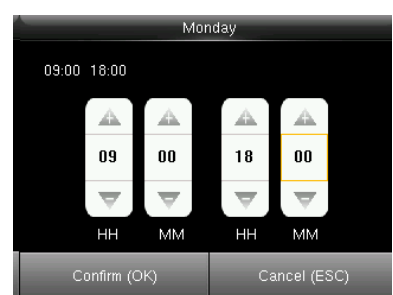 Monday
09:00 18:00
09 00 18 00
HH MM HH MM
Confirm (OK) Cancel (ESC)